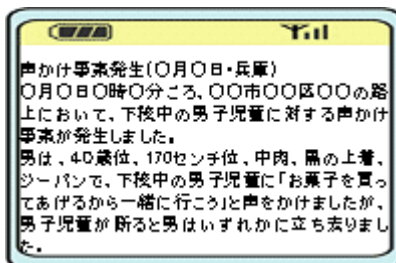 声かけ事案発生(〇月〇日・兵庫)
〇月〇日〇時〇分ころ、〇〇市〇〇区〇〇の路
上において、下校中の男子児童に対する声かけ
事案が発生しました。
男は、40歳位、170センチ位、中肉、黒の上着、
ジーパンで、下校中の男子児童に「お菓子を買っ
てあげるから一緒に行こう」と声をかけましたが、
男子児童が断ると男はいずれかに立ち去りまし
た。